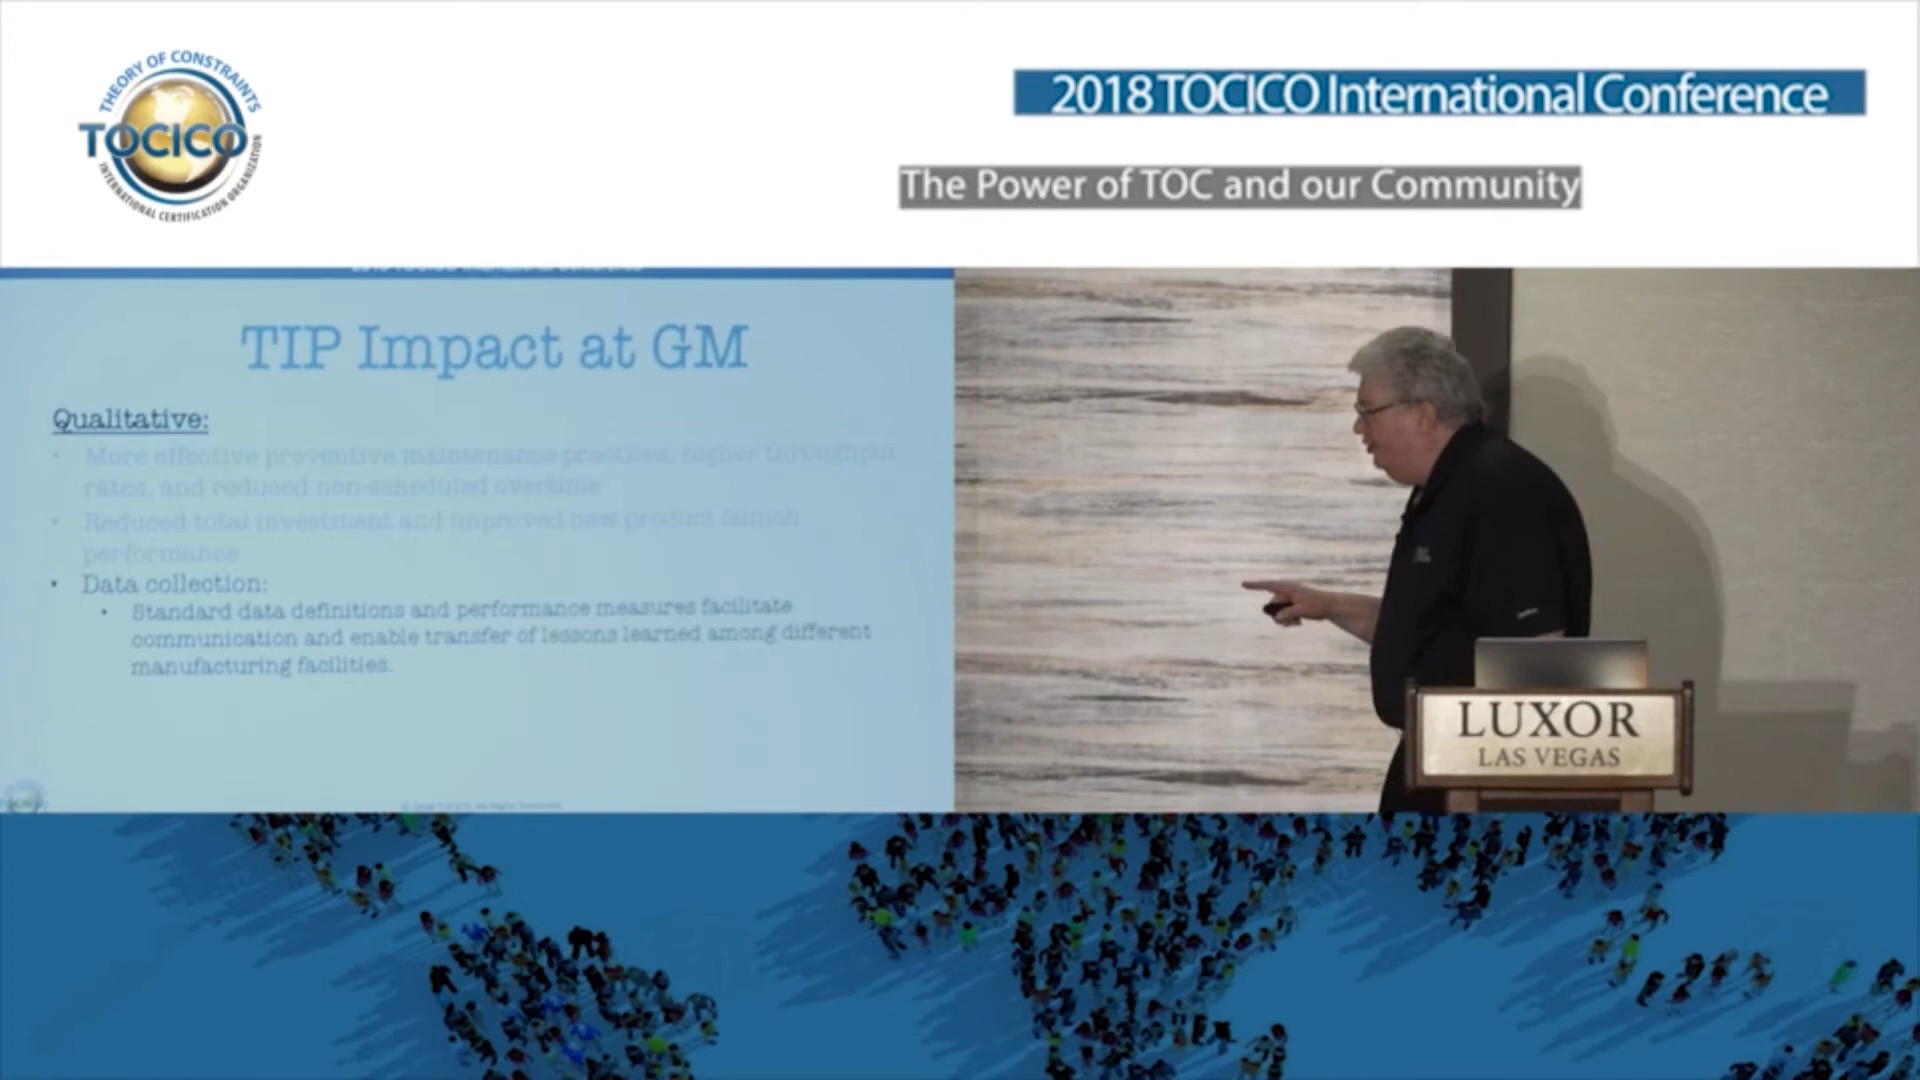 THEORY OF CONSTRAINTS
TOCICO
INTERNATIONAL CERTIFICATION ORGANIZATION
2018 TOCICO International Conference
The Power of TOC and our Community
TIP Impact at GM
Qualitative:
• More effective preventive maintenance practices, higher throughput
rates, and reduced non-scheduled overtime
• Reduced total investment and improved new product launch
performance
• Data collection:
• Standard data definitions and performance measures facilitate
communication and enable transfer of lessons learned among different
manufacturing facilities.
LUXOR
LAS VEGAS